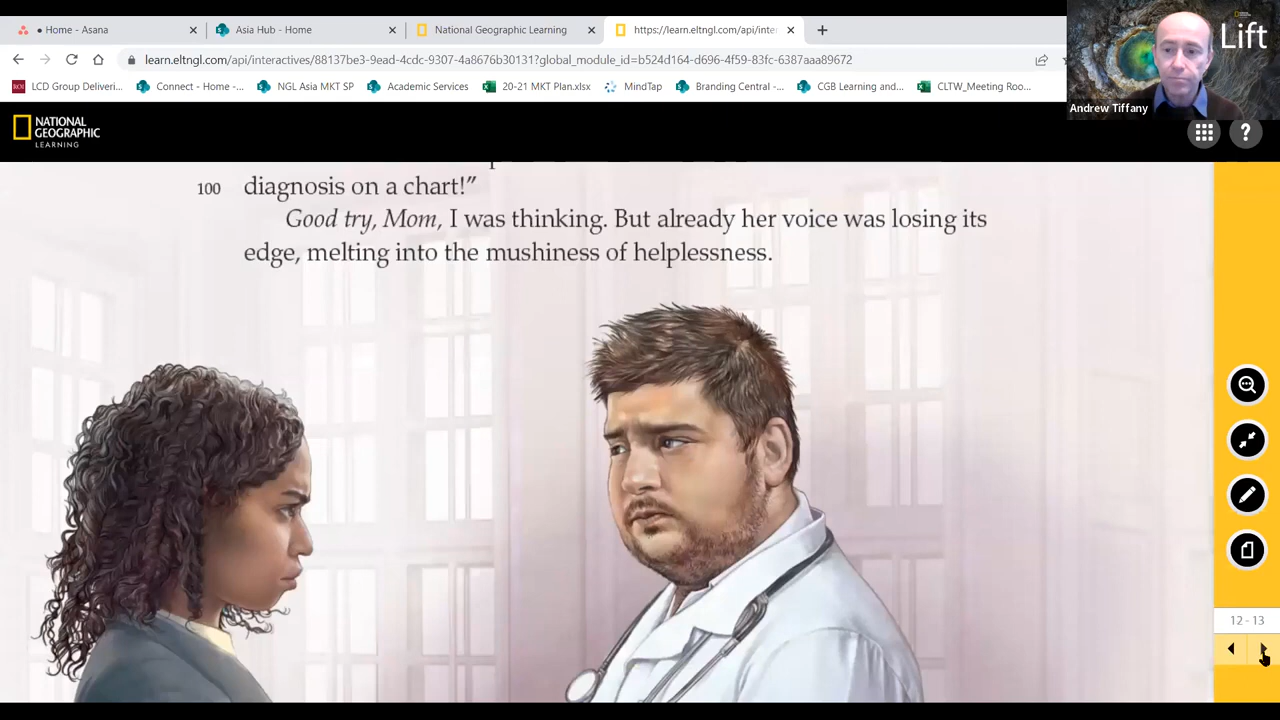 Home - Asana
Asia Hub - Home
National Geographic Learning
https://learn.eltngl.com/api/inter
Lift
learn.eltngl.com/api/interactives/88137be3-9ead-4cdc-9307-4a8676b301
global_module_id=b524d164-d696-4f59-83fc-6387aaa89672
ROI
LCD Group Deliveri...
Connect - Home -...
NGL Asia MKT SP
Academic Services
20-21 MKT Plan.xlsx
MindTap
Branding Central -...
CGB Learning and...
CLTW_Meeting Roo...
Andrew Tiffany
NATIONAL
GEOGRAPHIC
LEARNING
?
100 diagnosis on a chart!”
Good try, Mom, I was thinking. But already her voice was losing its
edge, melting into the mushiness of helplessness.
12 - 13